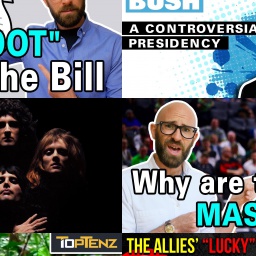 OOT"
he Bill
BUSH
A CONTROVERSIA
PRESIDENCY
Why are t
MAS
TOPTENZ
THE ALLIES' "LUCKY"